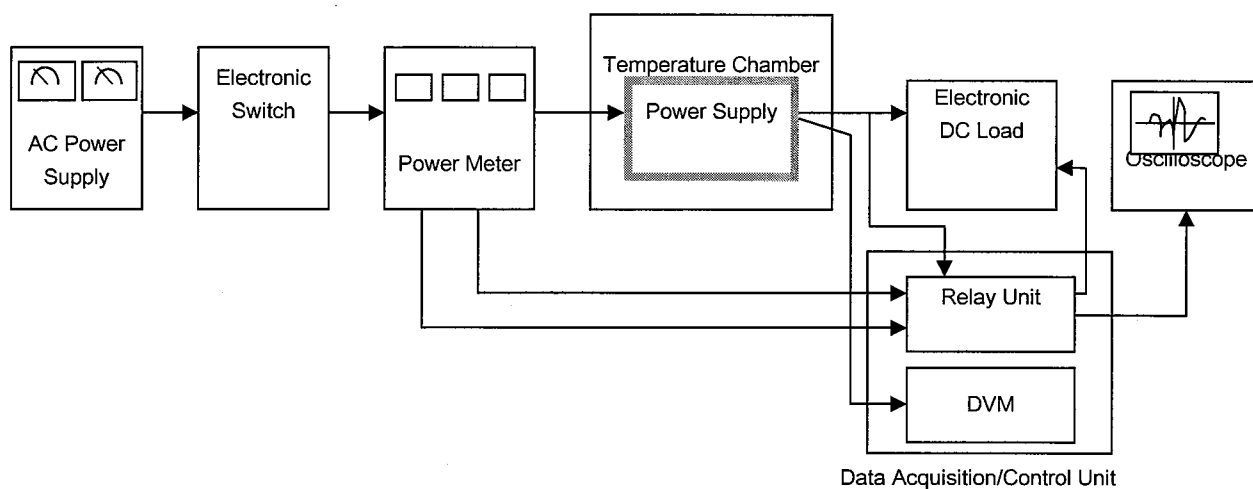 AC Power
Supply
Electronic
Switch
Power Meter
Temperature Chamber
Power Supply
Electronic
DC Load
Oscilloscope
Relay Unit
DVM
Data Acquisition/Control Unit